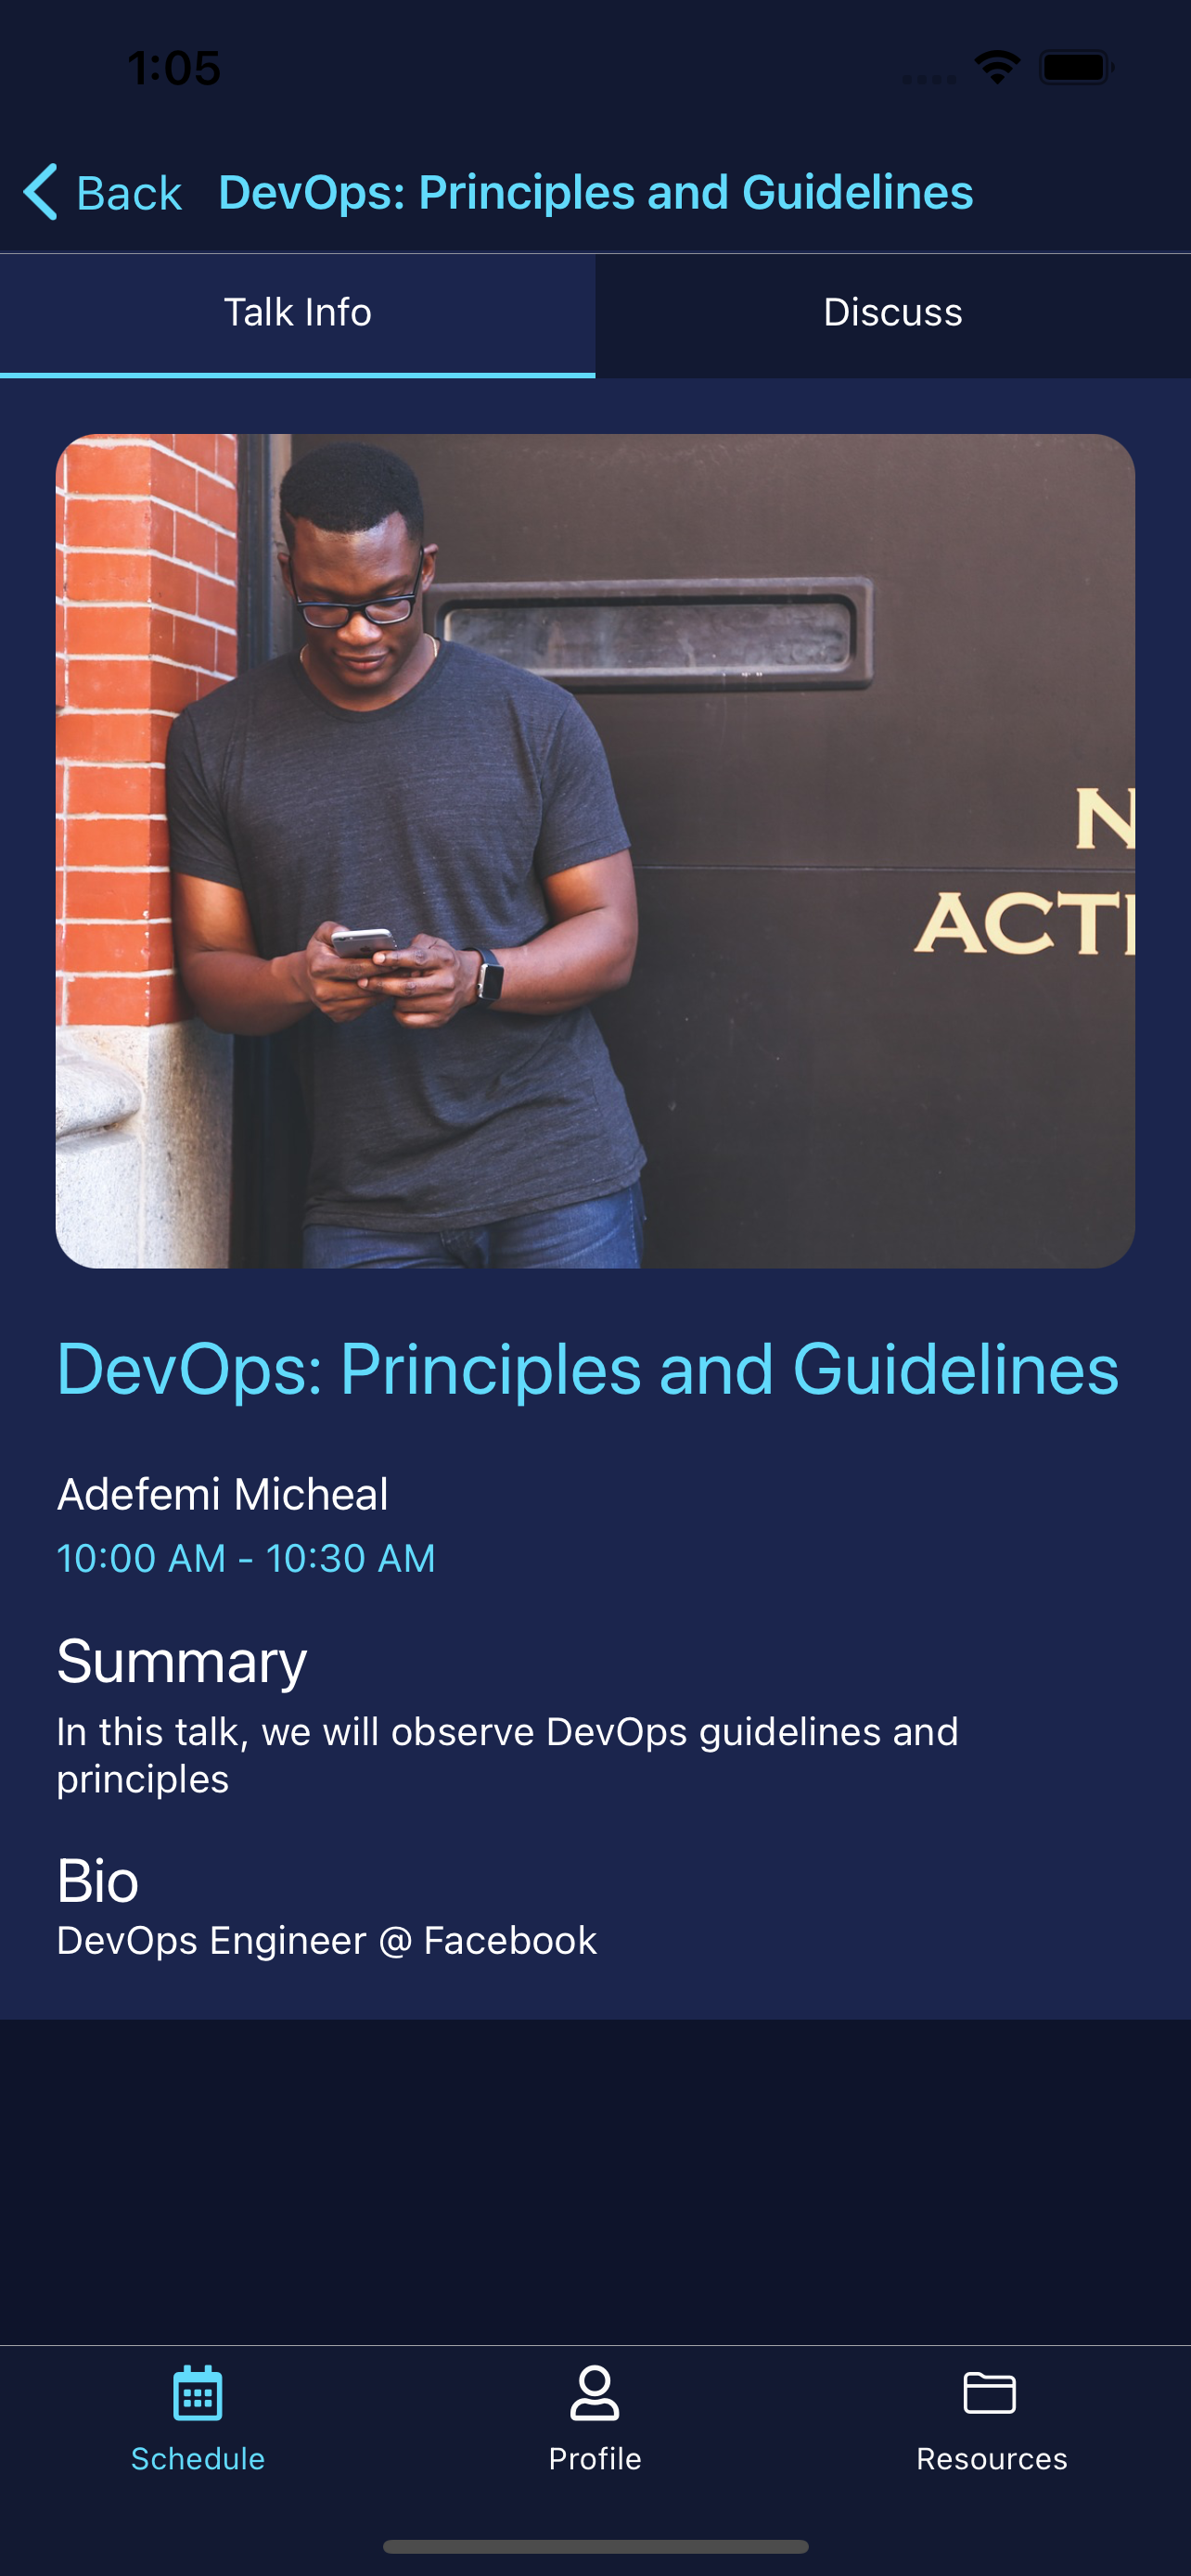 1:05
Back DevOps: Principles and Guidelines
Talk Info Discuss
N
ACT
DevOps: Principles and Guidelines
Adefemi Micheal
10:00 AM - 10:30 AM
Summary
In this talk, we will observe DevOps guidelines and
principles
Bio
DevOps Engineer @ Facebook
Schedule Profile Resources